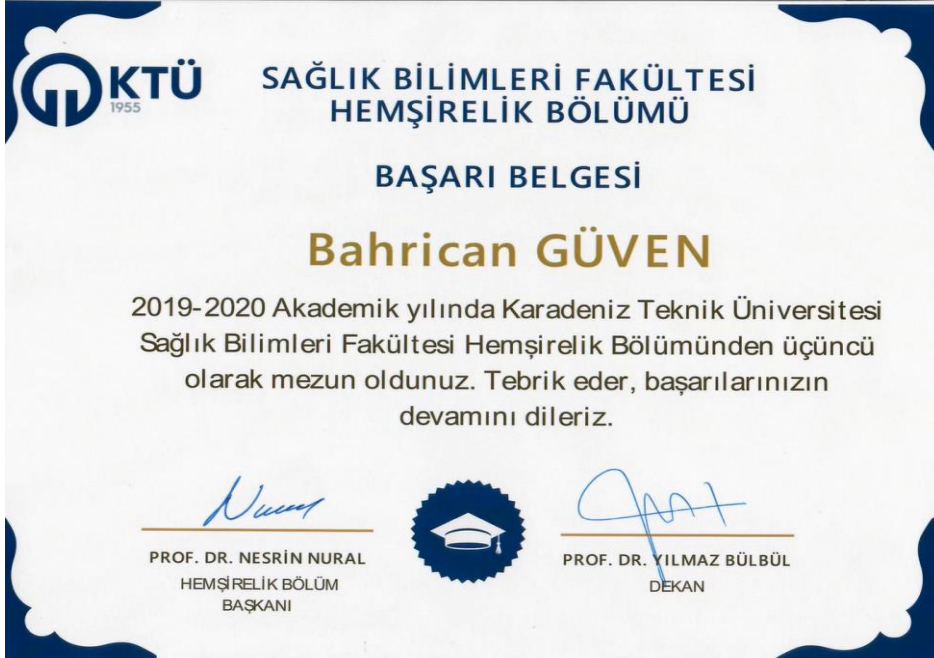 KTÜ
1955
SAĞLIK BİLİMLERİ FAKÜLTESİ
HEMŞİRELİK BÖLÜMÜ
BAŞARI BELGESİ
Bahrican GÜVEN
2019-2020 Akademik yılında Karadeniz Teknik Üniversitesi
Sağlık Bilimleri Fakültesi Hemşirelik Bölümünden üçüncü
olarak mezun oldunuz. Tebrik eder, başarılarınızın
devamını dileriz.
PROF. DR. NESRİN NURAL
HEMŞİRELİK BÖLÜM
BAŞKANI
PROF. DR. YILMAZ BÜLBÜL
DEKAN